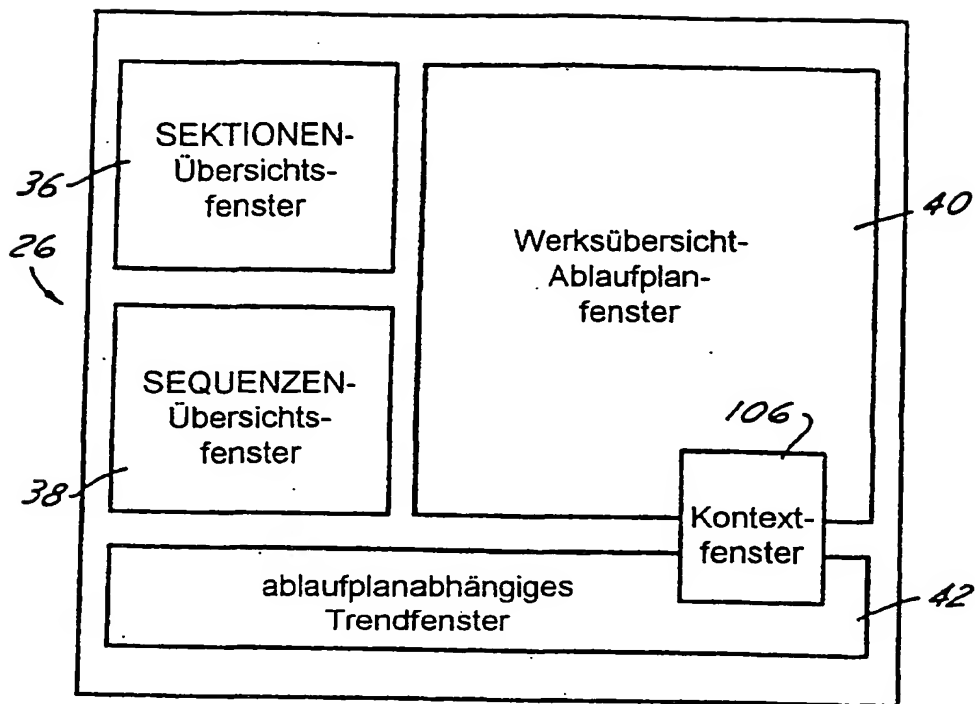 SEKTIONEN-
Übersichts-
fenster
36
26
Werksübersicht-
Ablaufplan-
fenster
40
SEQUENZEN-
Übersichts-
fenster
38
106
Kontext-
fenster
ablaufplanabhängiges
Trendfenster
42